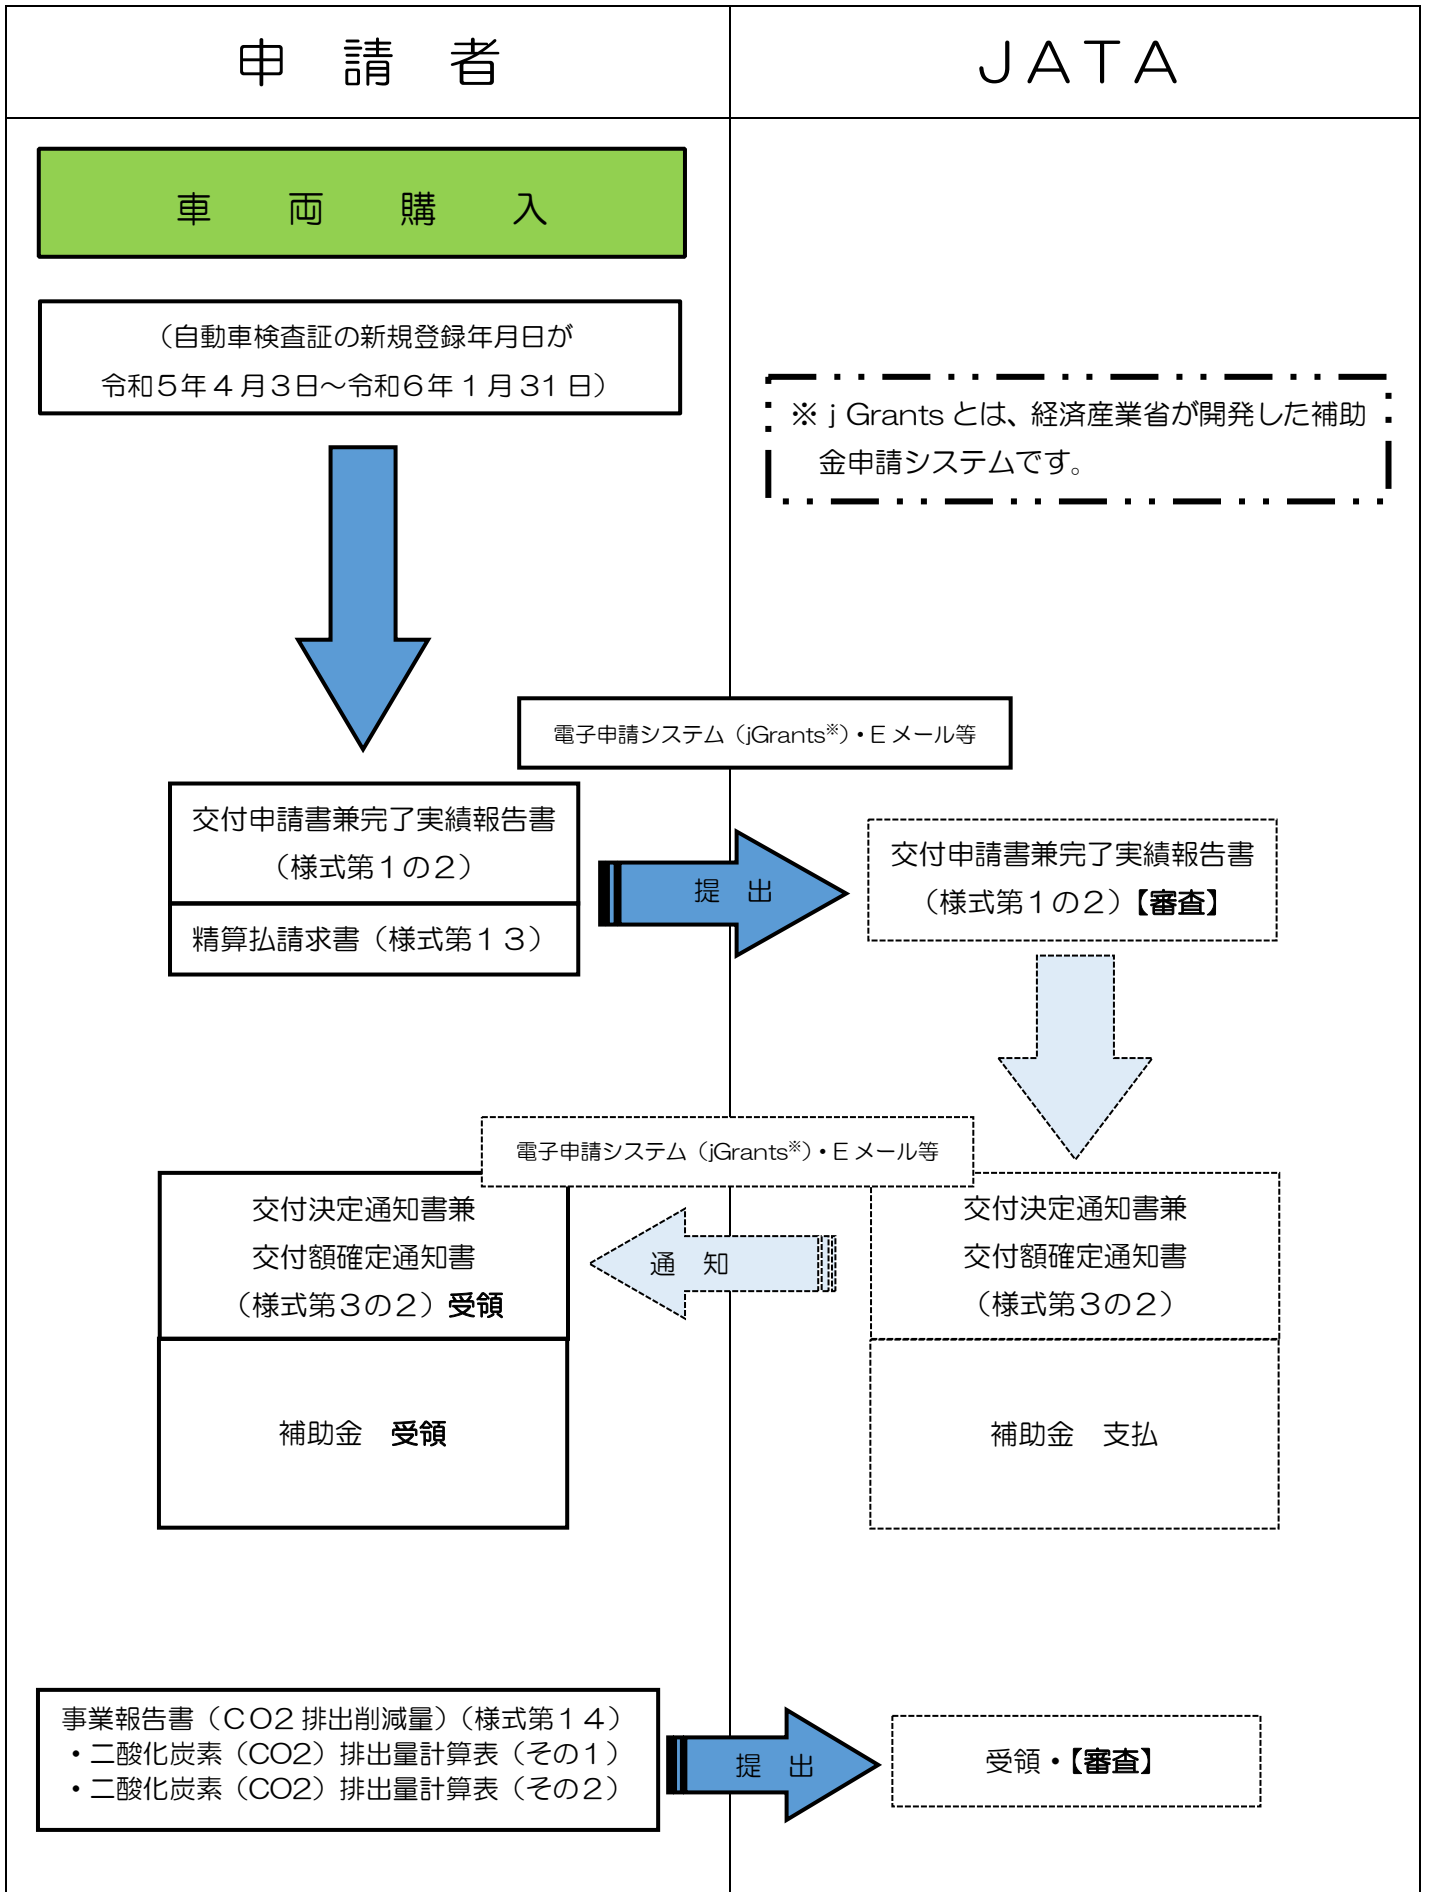 申請者
JATA
車両購入
（自動車検査証の新規登録年月日が
令和５年４月３日～令和６年１月31日）
※ｊGrantsとは、経済産業省が開発した補助
金申請システムです。
電子申請システム（jGrants※）・Eメール等
交付申請書兼完了実績報告書
（様式第１の２）
精算払請求書（様式第１３）
提出
交付申請書兼完了実績報告書
（様式第１の２）【審査】
電子申請システム（jGrants※）・Eメール等
交付決定通知書兼
交付額確定通知書
（様式第３の２）受領
通知
交付決定通知書兼
交付額確定通知書
（様式第３の２）
補助金　受領
補助金　支払
事業報告書（ＣＯ２排出削減量）（様式第１４）
・二酸化炭素（CO2）排出量計算表（その１）
・二酸化炭素（CO2）排出量計算表（その２）
提出
受領・【審査】